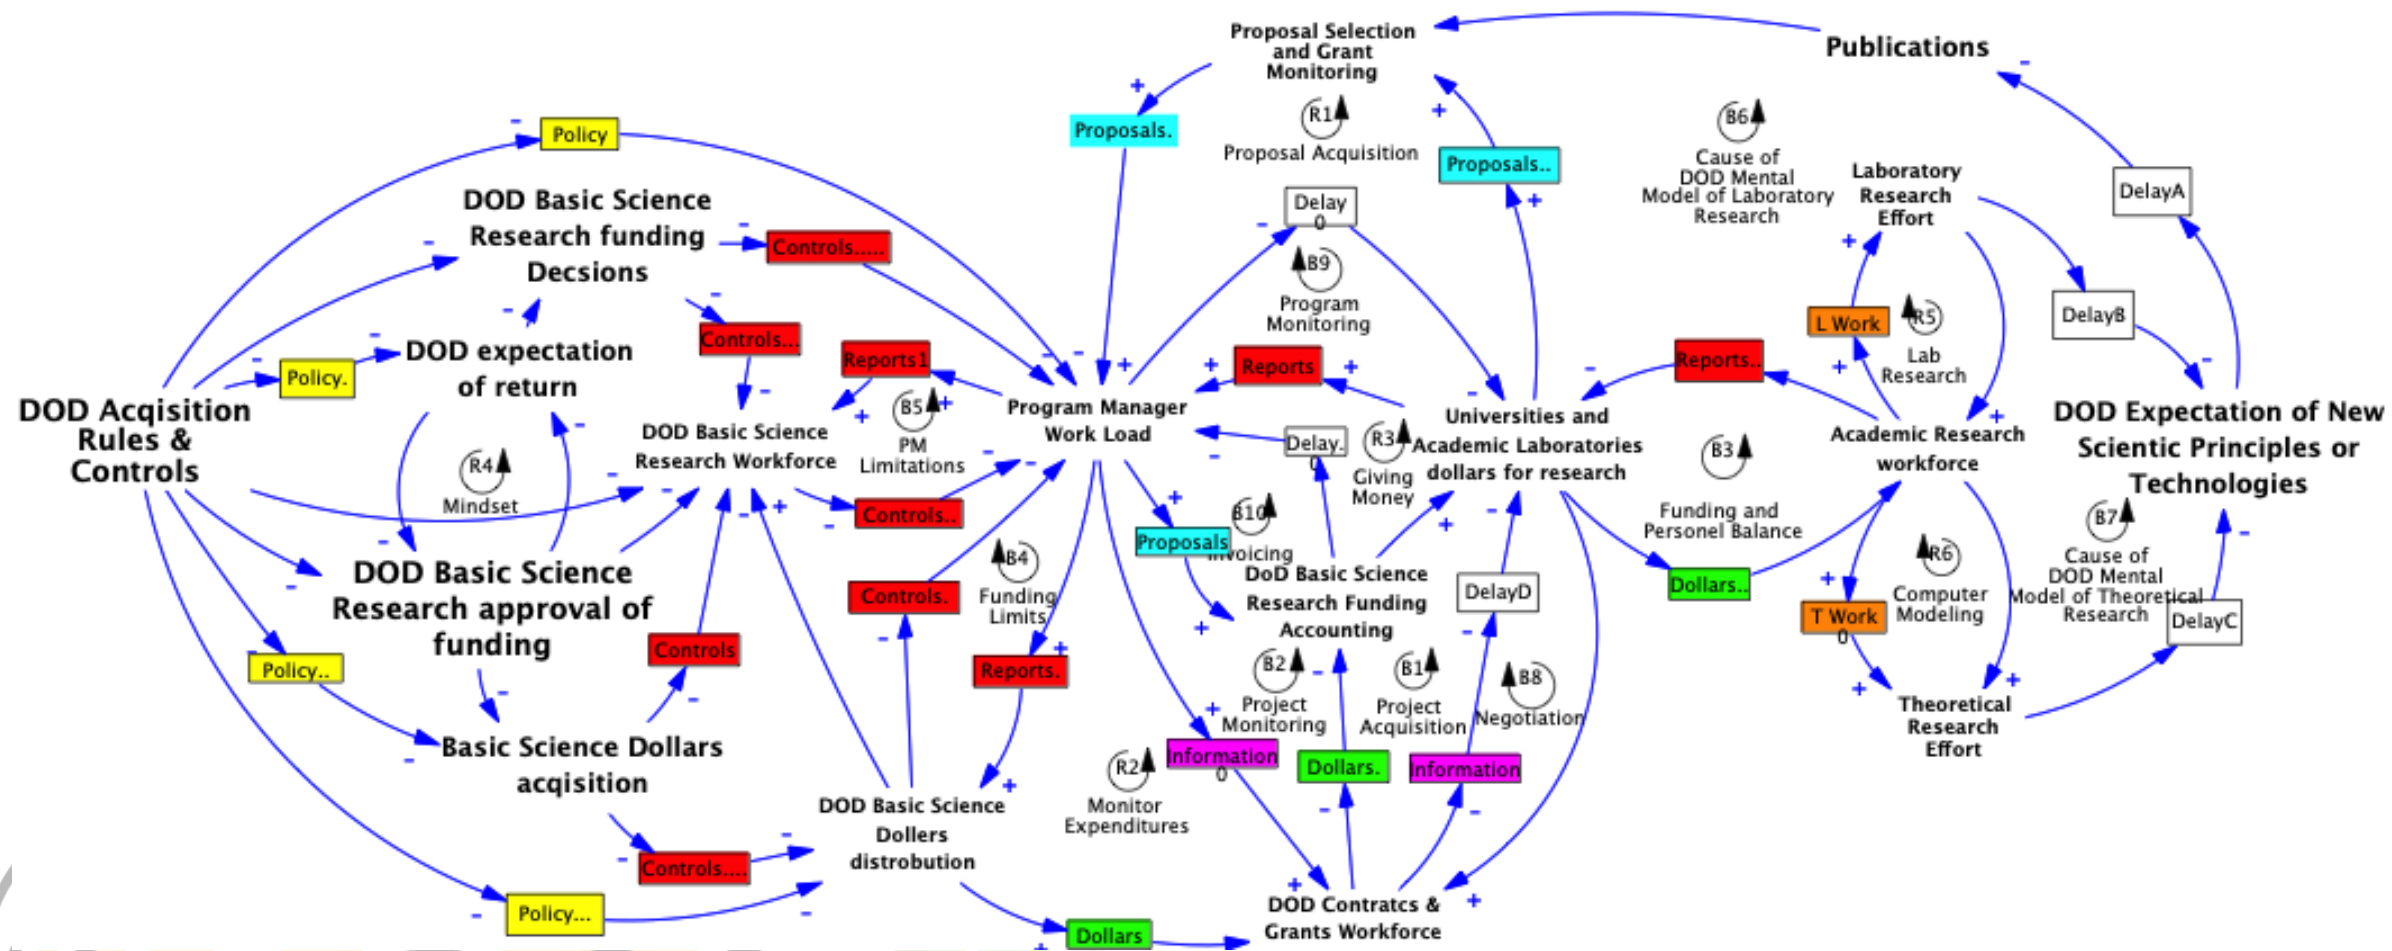 Proposal Selection
and Grant
Monitoring
Publications
Policy
Proposals.
R1
Proposal Acquisition
Proposals..
B6
Cause of
DOD Mental
Model of Laboratory
Research
Laboratory
Research
Effort
DelayA
DOD Basic Science
Research funding
Decsions
Controls.....
Delay
0
B9
Program
Monitoring
L Work
R5
Lab
Research
DelayB
Policy.
DOD expectation
of return
Controls...
Reports1
B5
PM
Limitations
Reports
Reports..
DOD Acqisition
Rules &
Controls
DOD Basic Science
Research Workforce
Program Manager
Work Load
Delay.
0
R3
Giving
Money
Universities and
Academic Laboratories
dollars for research
B3
Funding and
Personel Balance
Academic Research
workforce
DOD Expectation of New
Scientic Principles or
Technologies
R4
Mindset
Controls..
Proposals
B10
Invoicing
B4
Funding
Limits
Controls.
DoD Basic Science
Research Funding
Accounting
DelayD
Dollars..
T Work
0
R6
Computer
Modeling
B7
Cause of
DOD Mental
Model of Theoretical
Research
DelayC
DOD Basic Science
Research approval of
funding
Policy..
Controls
Reports.
B2
Project
Monitoring
B1
Project
Acquisition
B8
Negotiation
Theoretical
Research
Effort
Basic Science Dollars
acqisition
Information
0
Dollars.
Information
R2
Monitor
Expenditures
DOD Basic Science
Dollers
distrobution
Controls....
Policy...
Dollars
DOD Contratcs &
Grants Workforce